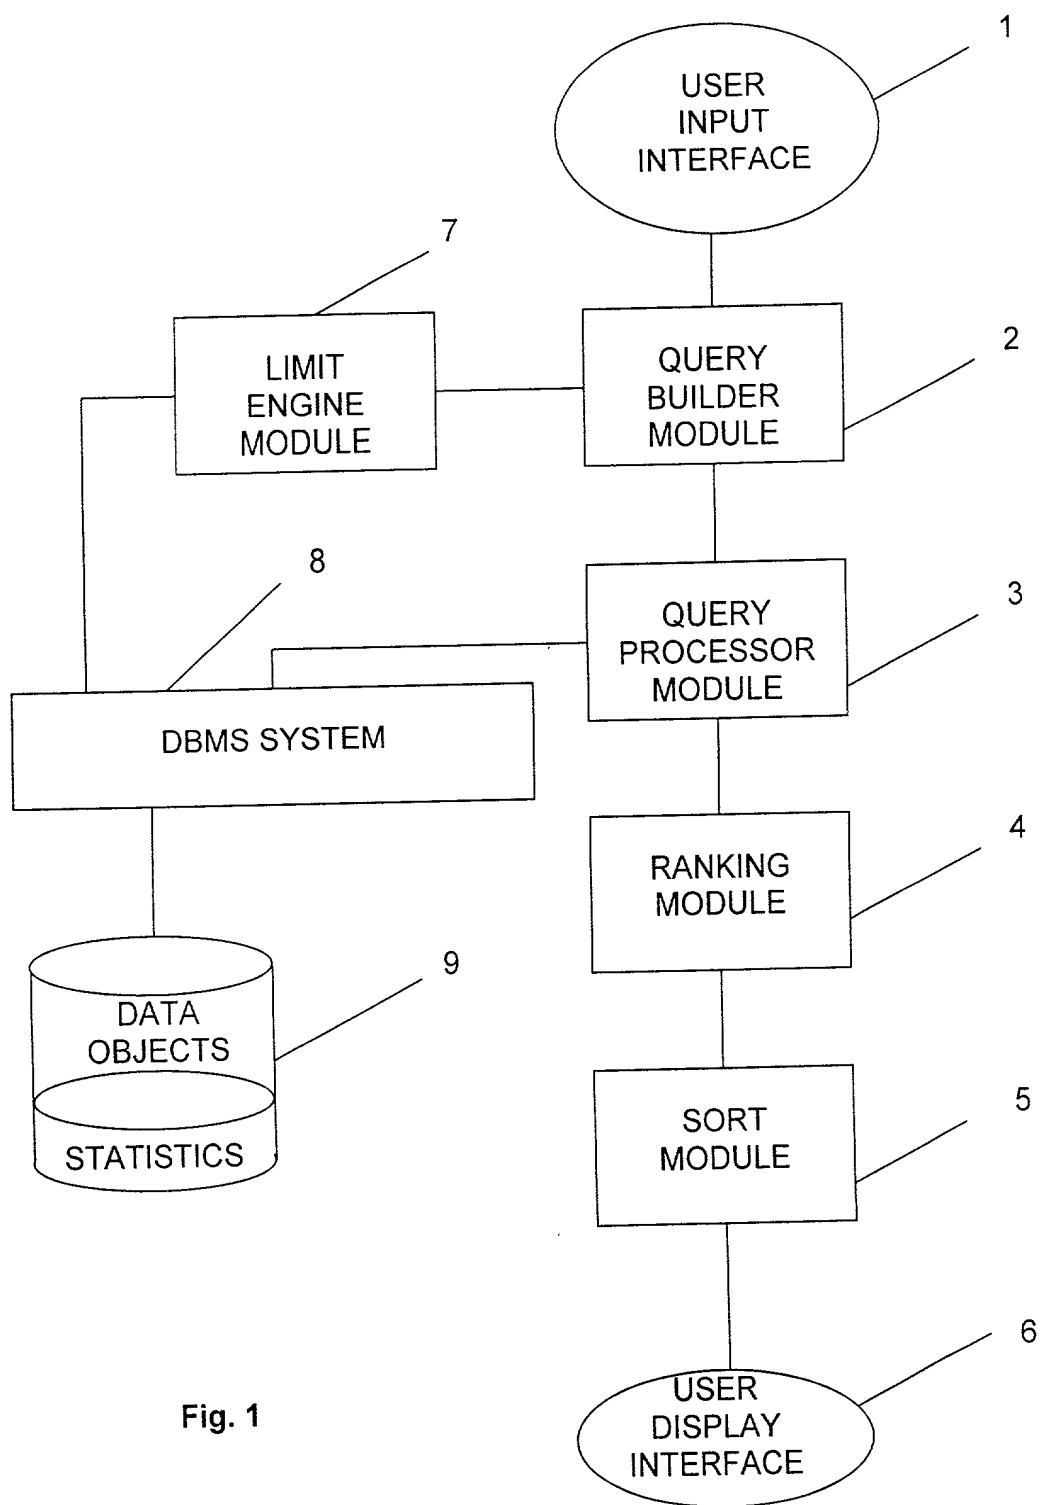 1
USER
INPUT
INTERFACE
7
LIMIT
ENGINE
MODULE
QUERY
BUILDER
MODULE
2
8
QUERY
PROCESSOR
MODULE
3
DBMS SYSTEM
RANKING
MODULE
4
9
DATA
OBJECTS
STATISTICS
SORT
MODULE
5
6
USER
DISPLAY
INTERFACE
Fig. 1